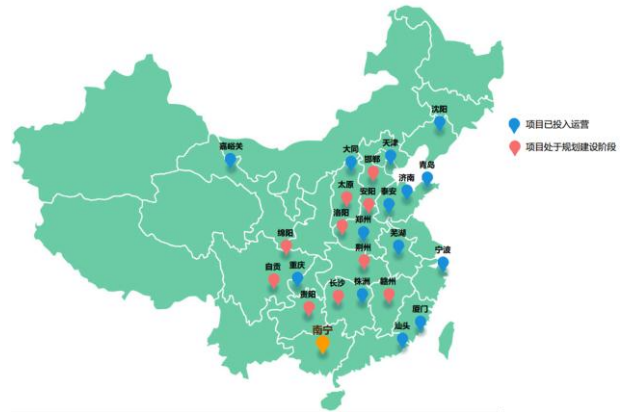 沈阳
项目已投入运营
嘉峪关
大同
天津
项目处于规划建设阶段
邯郸
青岛
太原
济南
安阳
泰安
洛阳
郑州
绵阳
芜湖
荆州
宁波
自贡
重庆
长沙
株洲
赣州
贵阳
厦门
汕头
南宁